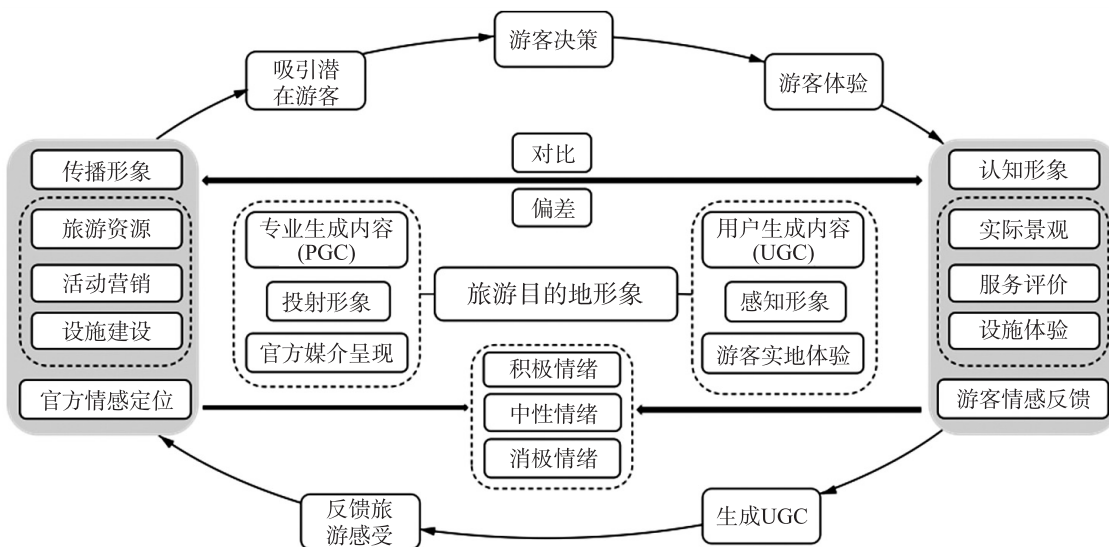 游客决策
吸引潜
在游客
游客体验
传播形象
旅游资源
活动营销
设施建设
官方情感定位
对比
偏差
专业生成内容
(PGC)
投射形象
官方媒介呈现
旅游目的地形象
用户生成内容
(UGC)
感知形象
游客实地体验
积极情绪
中性情绪
消极情绪
认知形象
实际景观
服务评价
设施体验
游客情感反馈
反馈旅
游感受
生成UGC